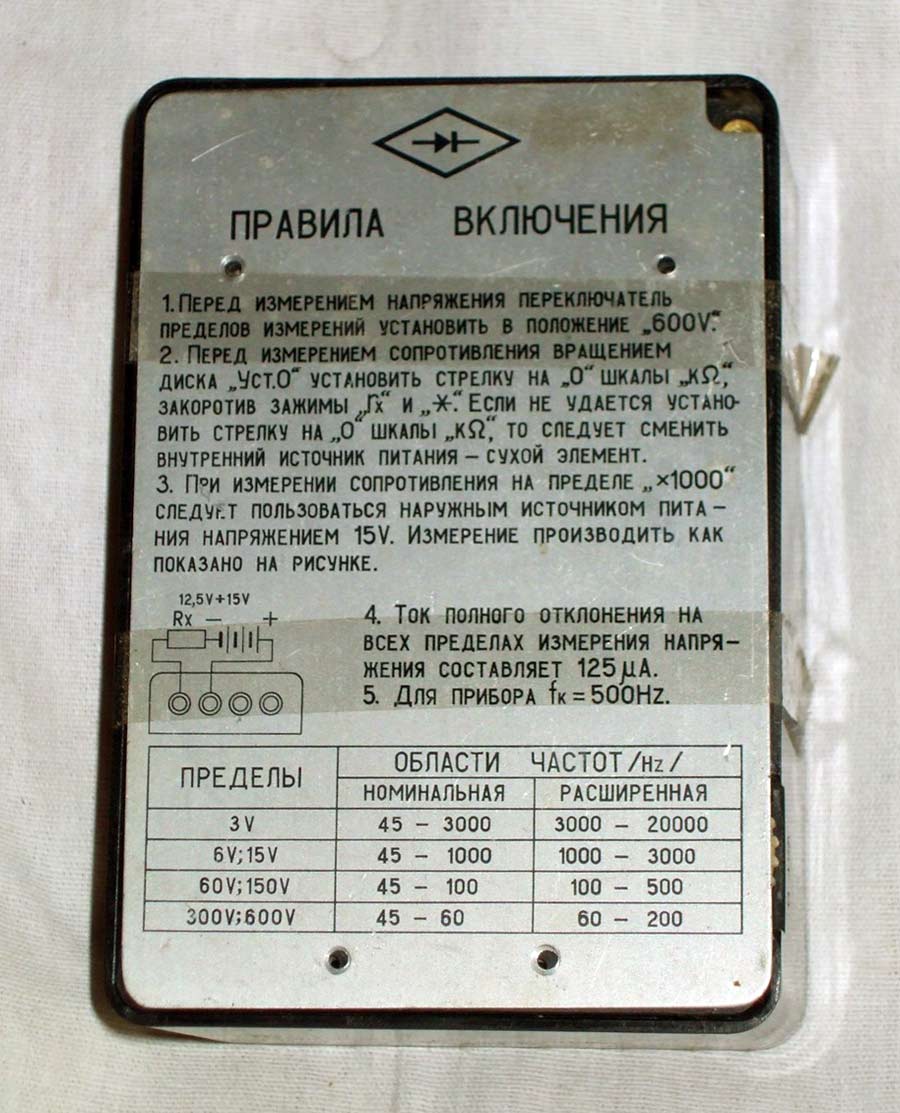 ПРАВИЛА ВКЛЮЧЕНИЯ
1. ПЕРЕД ИЗМЕРЕНИЕМ НАПРЯЖЕНИЯ ПЕРЕКЛЮЧАТЕЛЬ
ПРЕДЕЛОВ ИЗМЕРЕНИЙ УСТАНОВИТЬ В ПОЛОЖЕНИЕ „600V“.
2. ПЕРЕД ИЗМЕРЕНИЕМ СОПРОТИВЛЕНИЯ ВРАЩЕНИЕМ
ДИСКА „УСТ.0“ УСТАНОВИТЬ СТРЕЛКУ НА „0“ ШКАЛЫ „кΩ“,
ЗАКОРОТИВ ЗАЖИМЫ „rx“ И „*“. ЕСЛИ НЕ УДАЕТСЯ УСТАНО-
ВИТЬ СТРЕЛКУ НА „0“ ШКАЛЫ „кΩ“, ТО СЛЕДУЕТ СМЕНИТЬ
ВНУТРЕННИЙ ИСТОЧНИК ПИТАНИЯ – СУХОЙ ЭЛЕМЕНТ.
3. ПРИ ИЗМЕРЕНИИ СОПРОТИВЛЕНИЯ НА ПРЕДЕЛЕ „×1000“
СЛЕДУЕТ ПОЛЬЗОВАТЬСЯ НАРУЖНЫМ ИСТОЧНИКОМ ПИТА –
НИЯ НАПРЯЖЕНИЕМ 15V. ИЗМЕРЕНИЕ ПРОИЗВОДИТЬ КАК
ПОКАЗАНО НА РИСУНКЕ.
12,5V÷15V
Rx – +
4. ТОК ПОЛНОГО ОТКЛОНЕНИЯ НА
ВСЕХ ПРЕДЕЛАХ ИЗМЕРЕНИЯ НАПРЯ-
ЖЕНИЯ СОСТАВЛЯЕТ 125 μA.
5. ДЛЯ ПРИБОРА fк = 500Hz.
ПРЕДЕЛЫ ОБЛАСТИ ЧАСТОТ /Hz/
НОМИНАЛЬНАЯ РАСШИРЕННАЯ
3V 45 – 3000 3000 – 20000
6V; 15V 45 – 1000 1000 – 3000
60V; 150V 45 – 100 100 – 500
300V; 600V 45 – 60 60 – 200